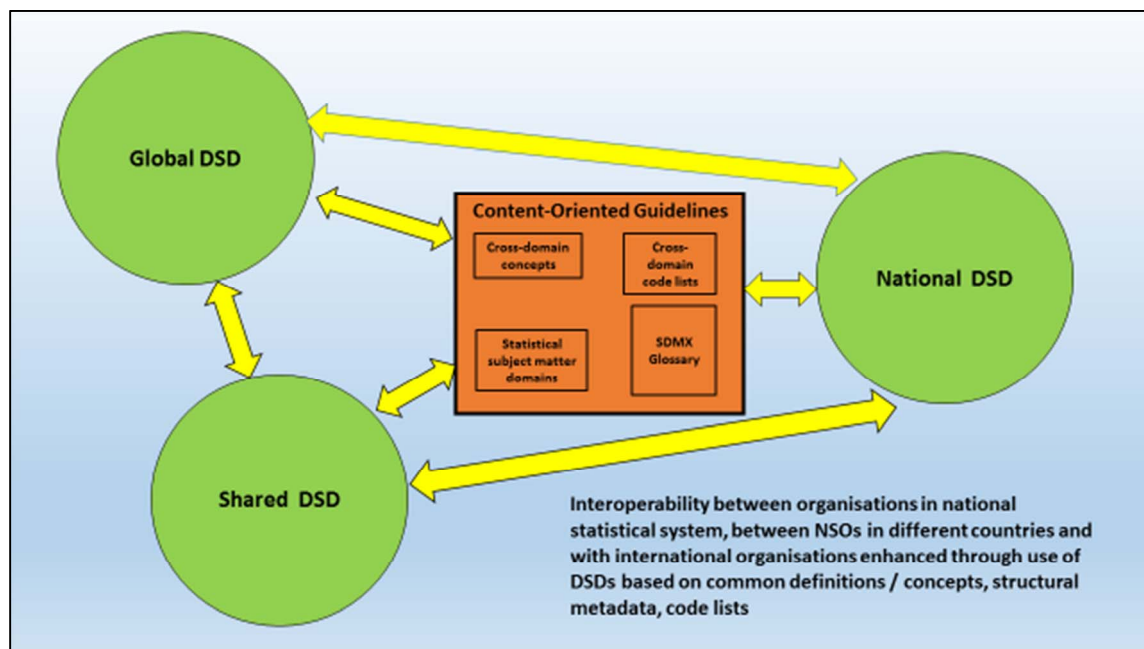 Global DSD
Content-Oriented Guidelines
Cross-domain
concepts
Cross-
domain
code lists
National DSD
Statistical
subject matter
domains
SDMX
Glossary
Shared DSD
Interoperability between organisations in national
statistical system, between NSOs in different countries and
with international organisations enhanced through use of
DSDs based on common definitions / concepts, structural
metadata, code lists